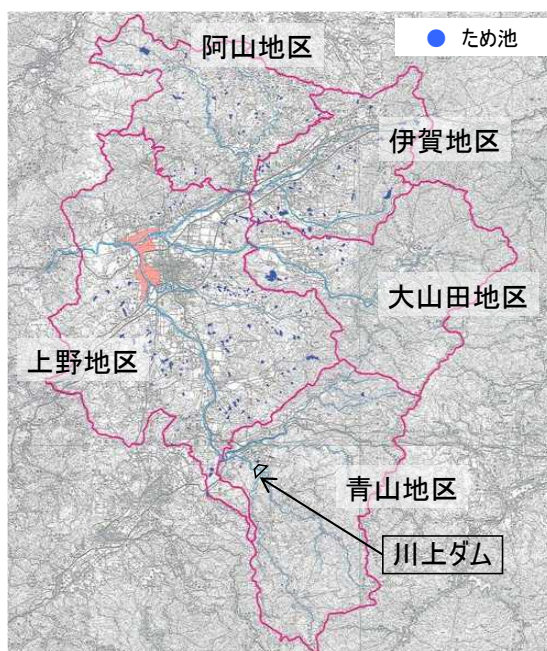 阿山地区
ため池
伊賀地区
大山田地区
上野地区
青山地区
川上ダム